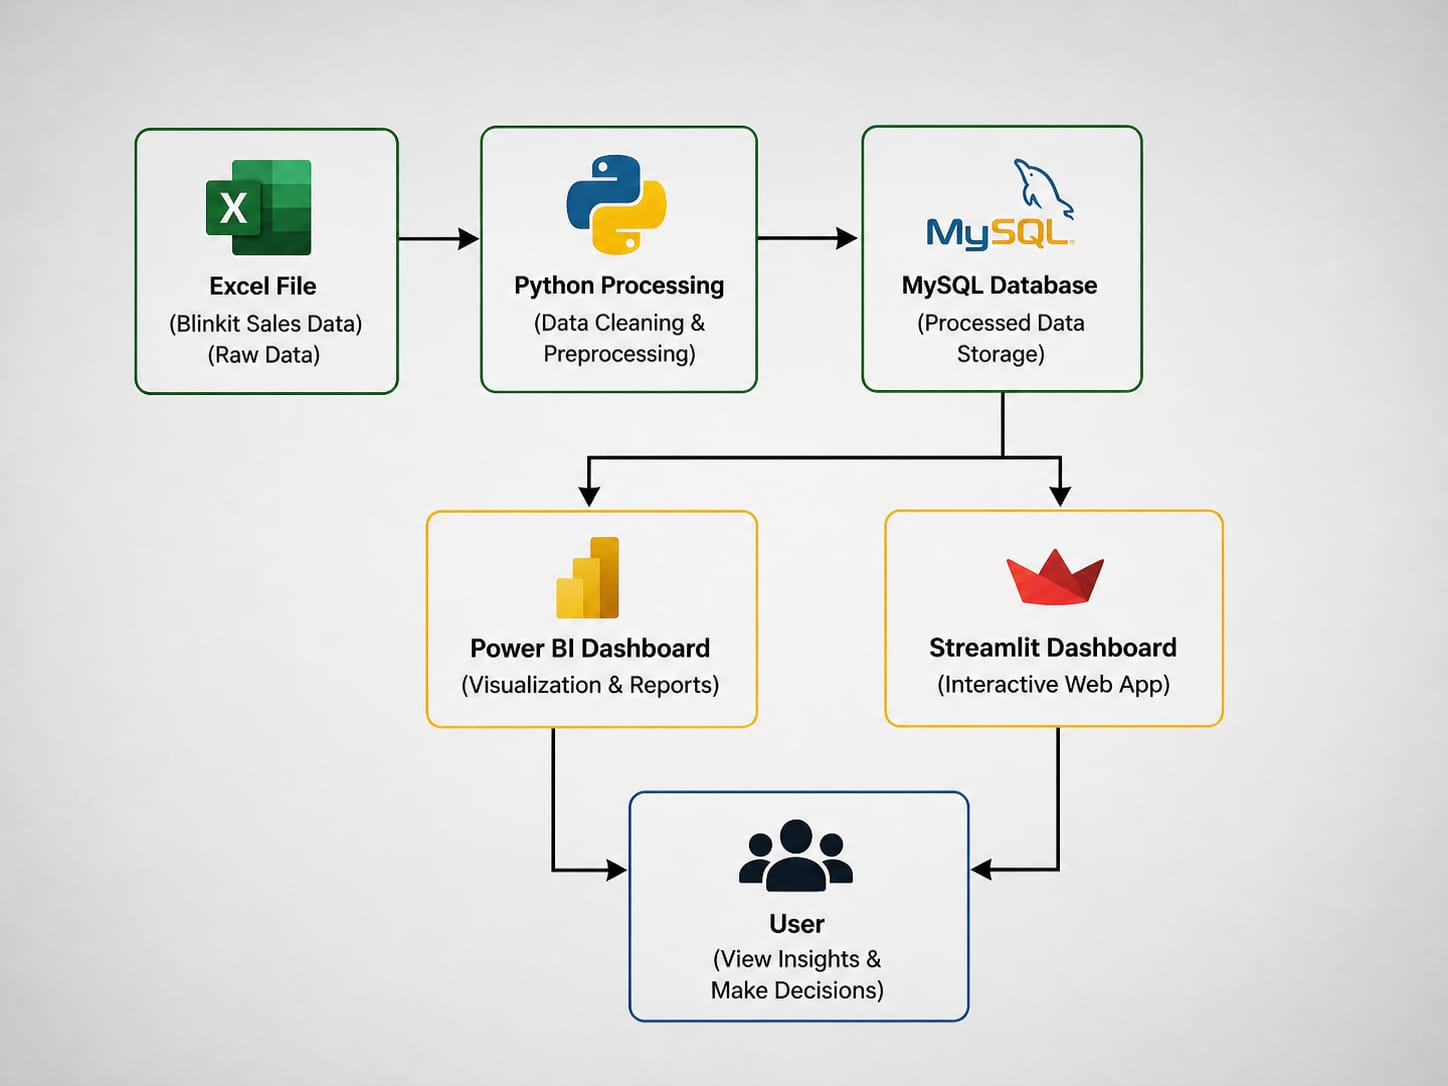 X
Excel File
(Blinkit Sales Data)
(Raw Data)
Python Processing
(Data Cleaning &
Preprocessing)
MySQL
MySQL Database
(Processed Data
Storage)
Power BI Dashboard
(Visualization & Reports)
Streamlit Dashboard
(Interactive Web App)
User
(View Insights &
Make Decisions)